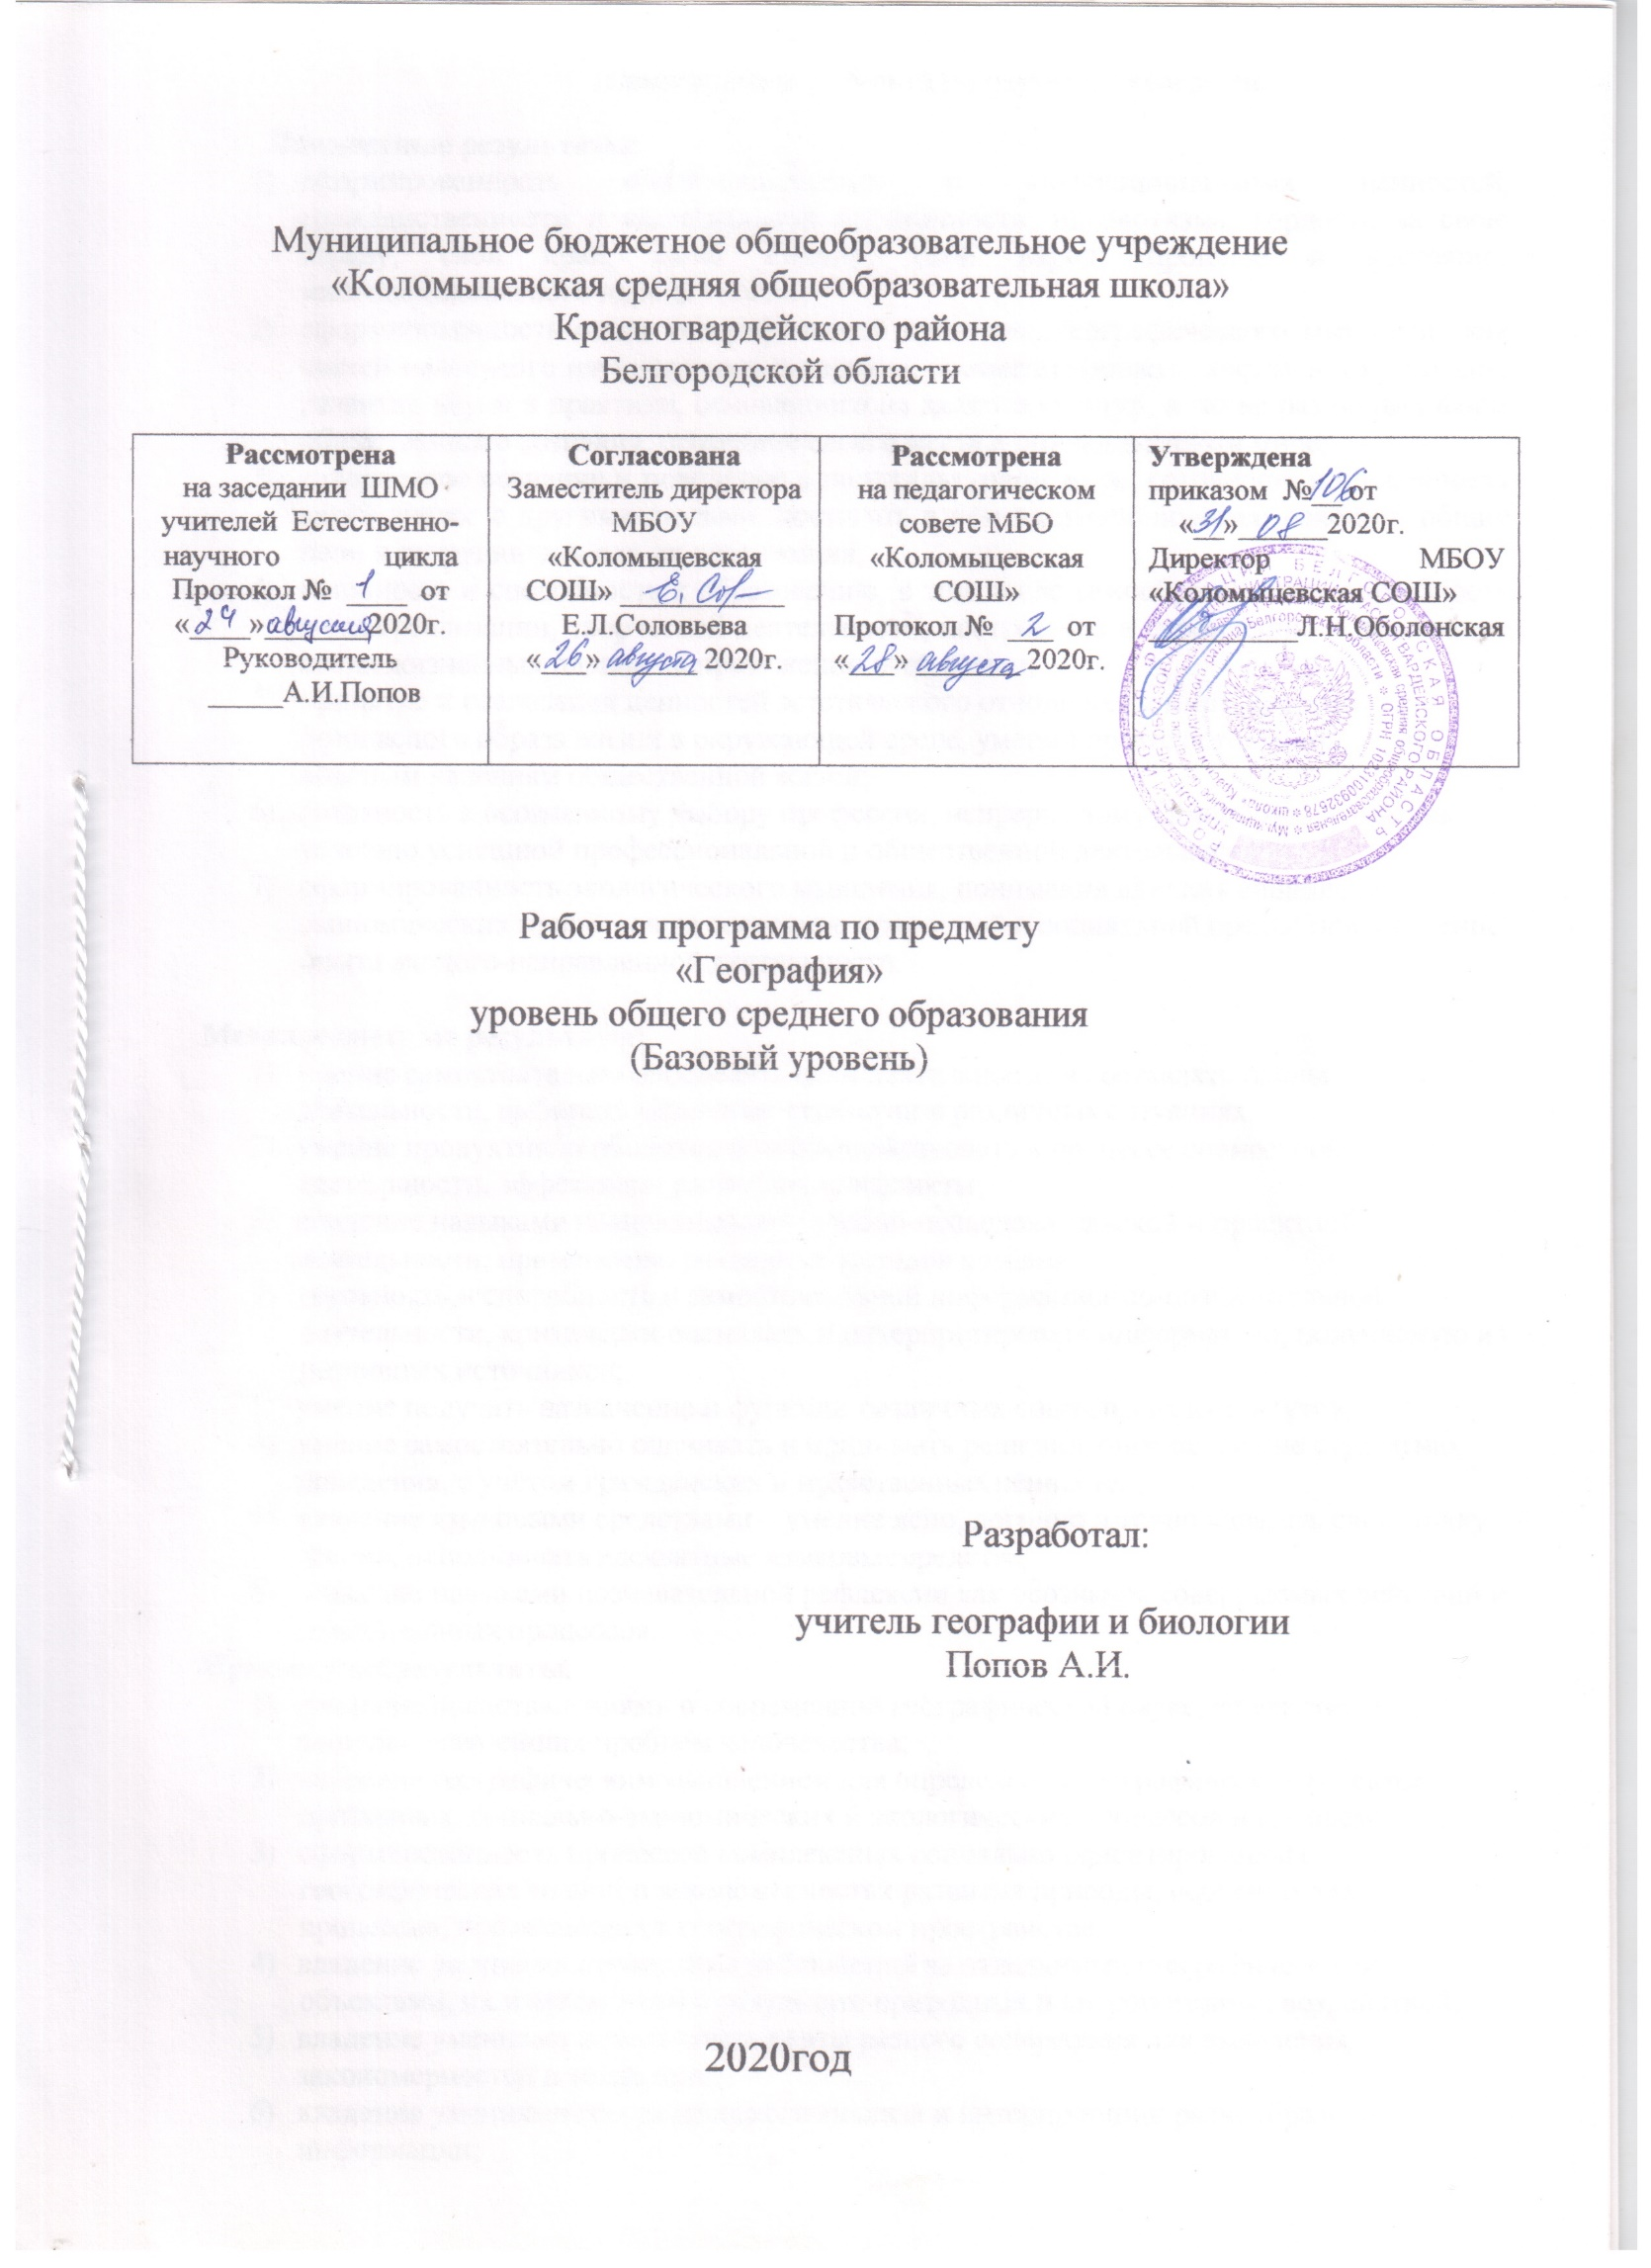 Муниципальное бюджетное общеобразовательное учреждение
«Коломыцевская средняя общеобразовательная школа»
Красногвардейского района
Белгородской области
Рассмотрена
на заседании ШМО
учителей Естественно-
научного цикла
Протокол № 1 от
«24» августа 2020г.
Руководитель
______А.И.Попов
Согласована
Заместитель директора
МБОУ
«Коломыцевская
СОШ»
Е.Л.Соловьева
«26» августа 2020г.
Рассмотрена
на педагогическом
совете МБО
«Коломыцевская
СОШ»
Протокол № 2 от
«28» августа 2020г.
Утверждена
приказом № 106 от
«31» 08 2020г.
Директор МБОУ
«Коломыцевская СОШ»
Л.Н Оболонская
Рабочая программа по предмету
«География»
уровень общего среднего образования
(Базовый уровень)
Разработал:
учитель географии и биологии
Попов А.И.
2020год